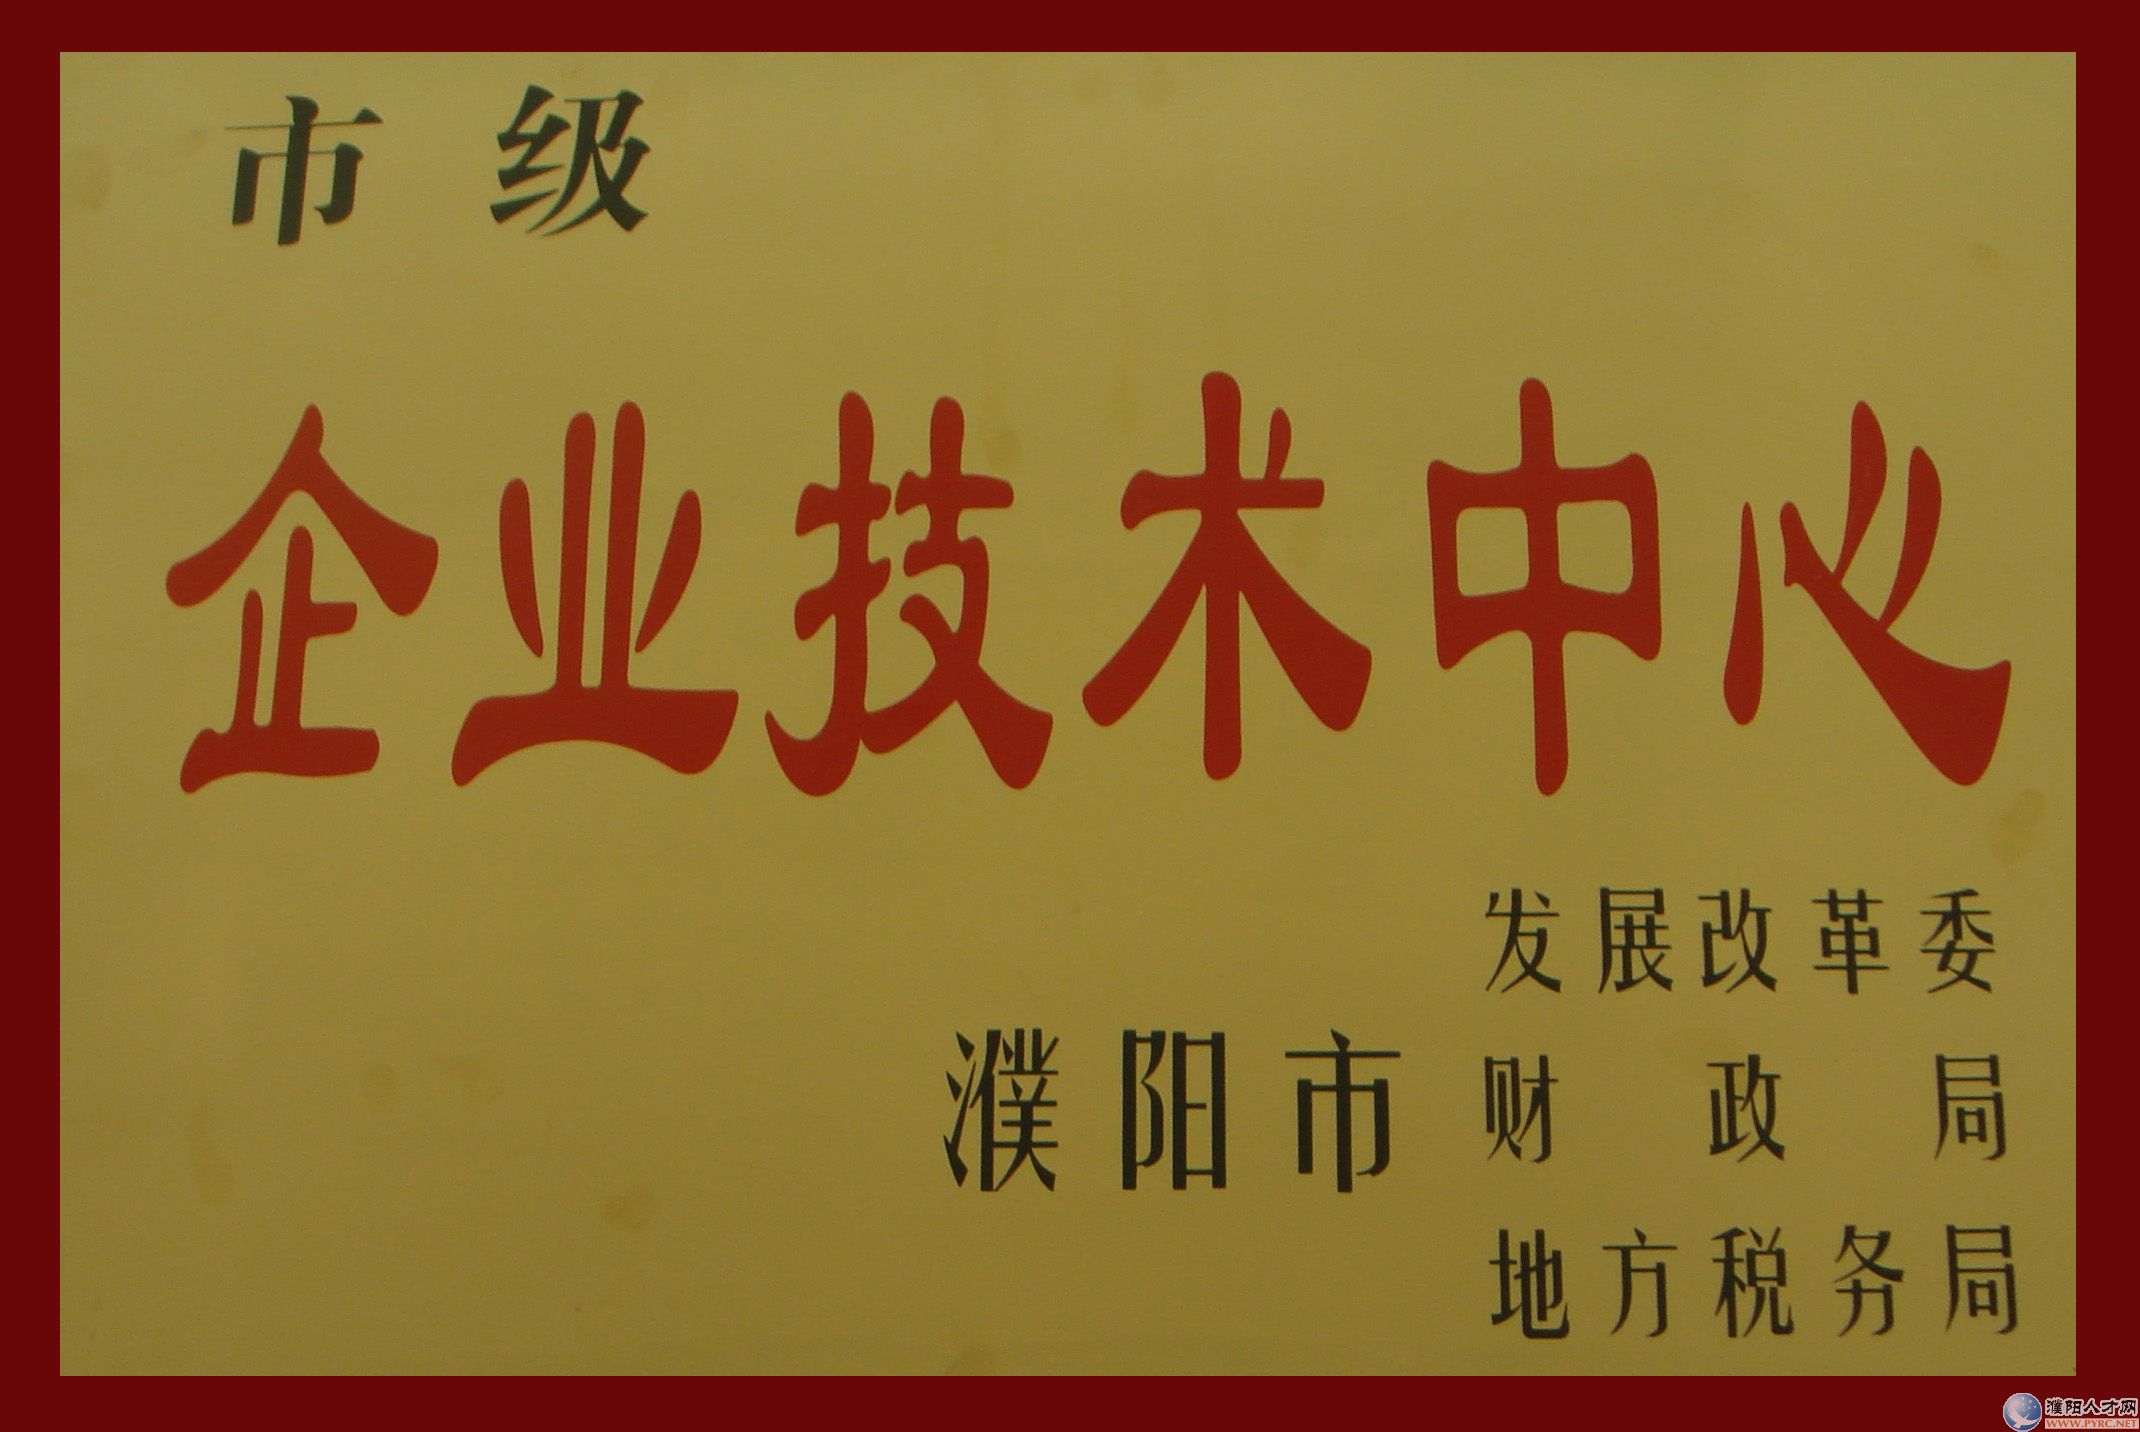 市级
企业技术中心
发展改革委
濮阳市 财政局
地方税务局
濮阳人才网
WWW.PYRC.NET